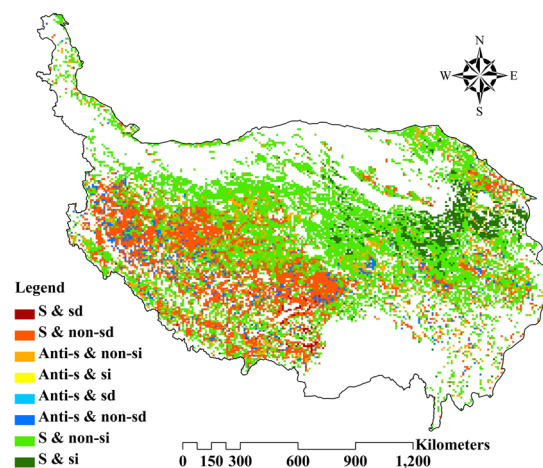 N
W E
S
Legend
S & sd
S & non-sd
Anti-s & non-si
Anti-s & si
Anti-s & sd
Anti-s & non-sd
S & non-si
S & si
Kilometers
0 150 300 600 900 1,200